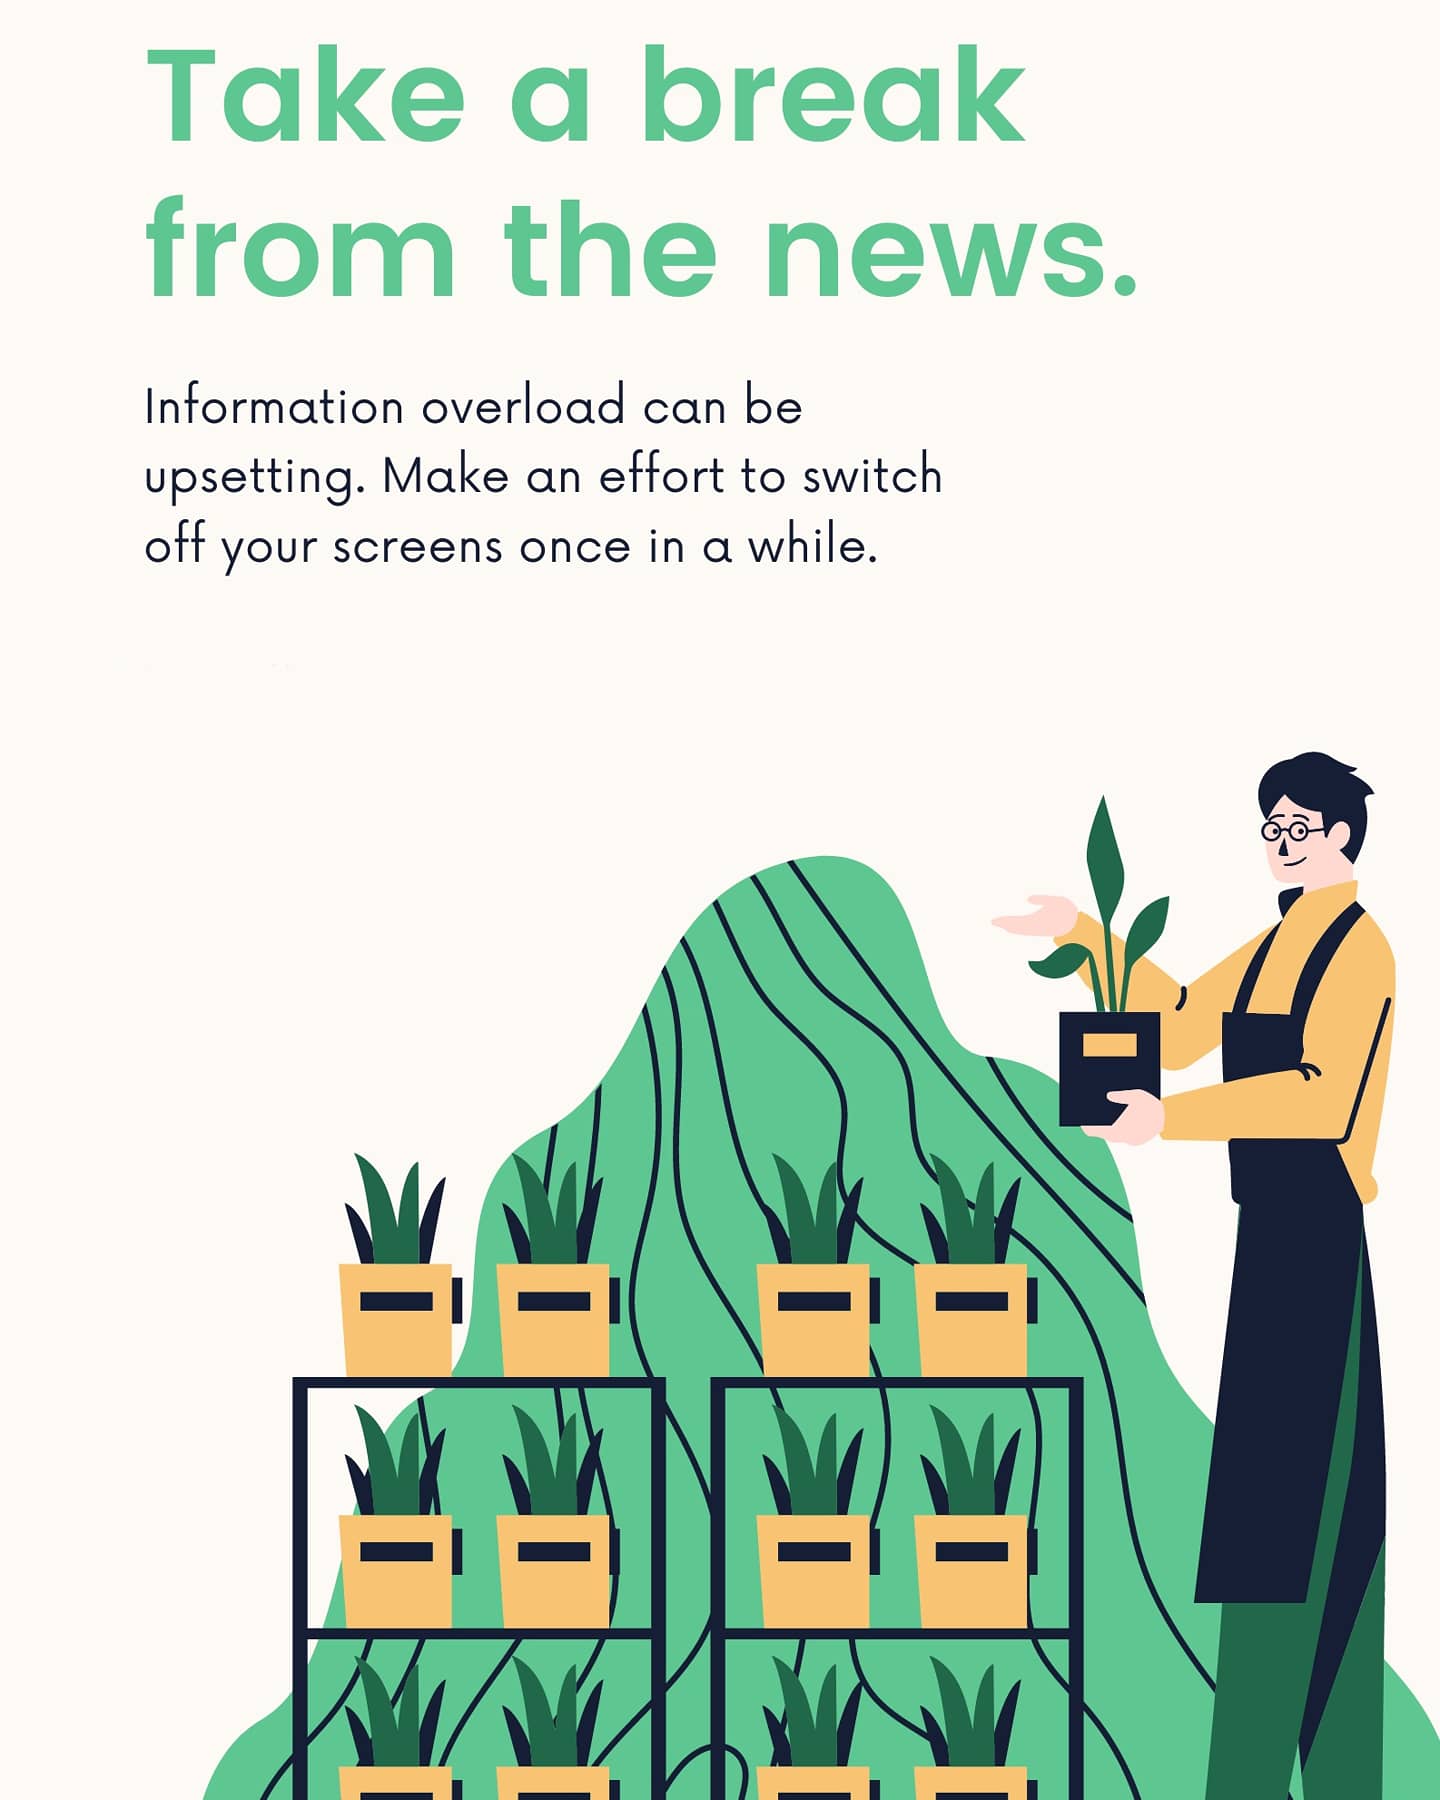 Take a break
from the news.
Information overload can be
upsetting. Make an effort to switch
off your screens once in a while.